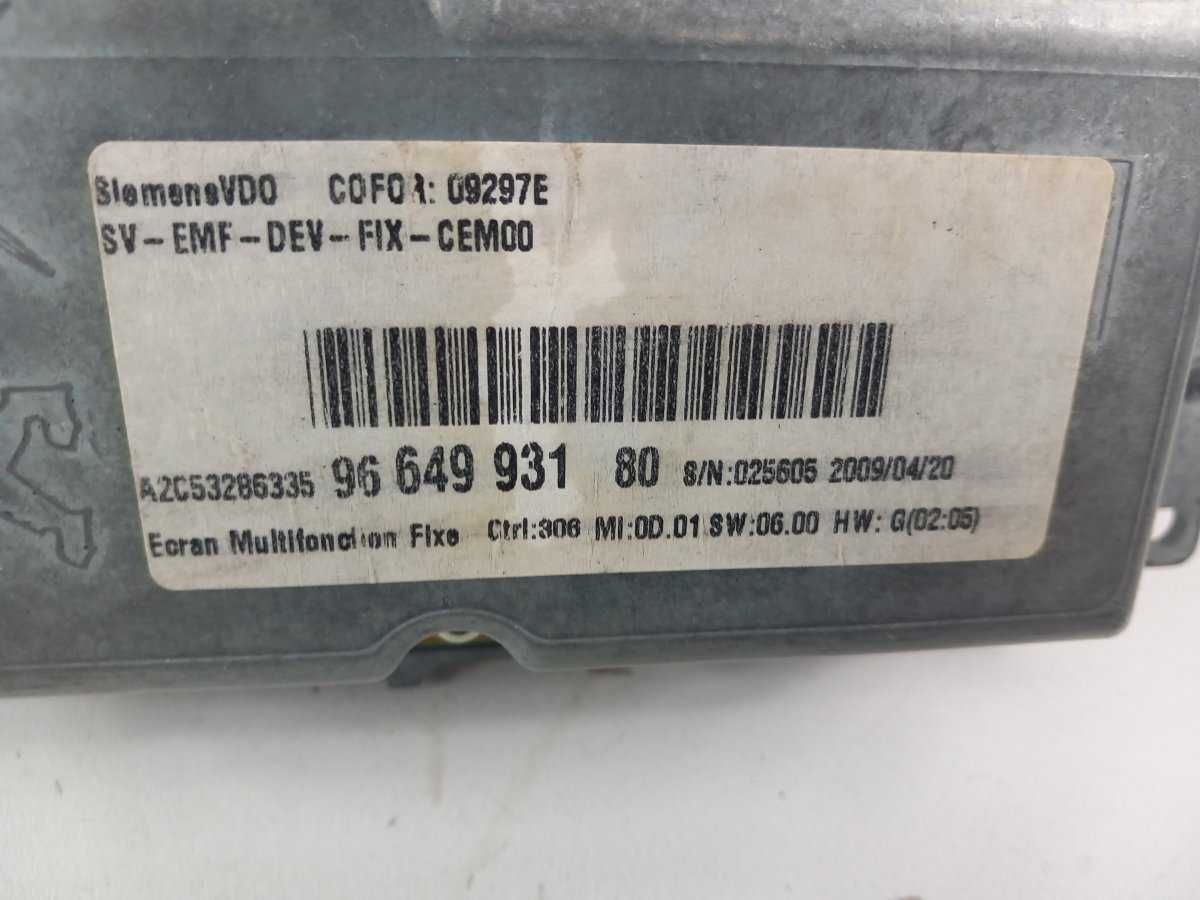 SiemensVDO COFOR: 09297E
SV-EMF-DEV-FIX-CEM00
A2C53286335 96 649 931 80 S/N:025605 2009/04/20
Ecran Multifonction Fixe Ctrl:306 MI:0D.01 SW:06.00 HW: G(02:05)